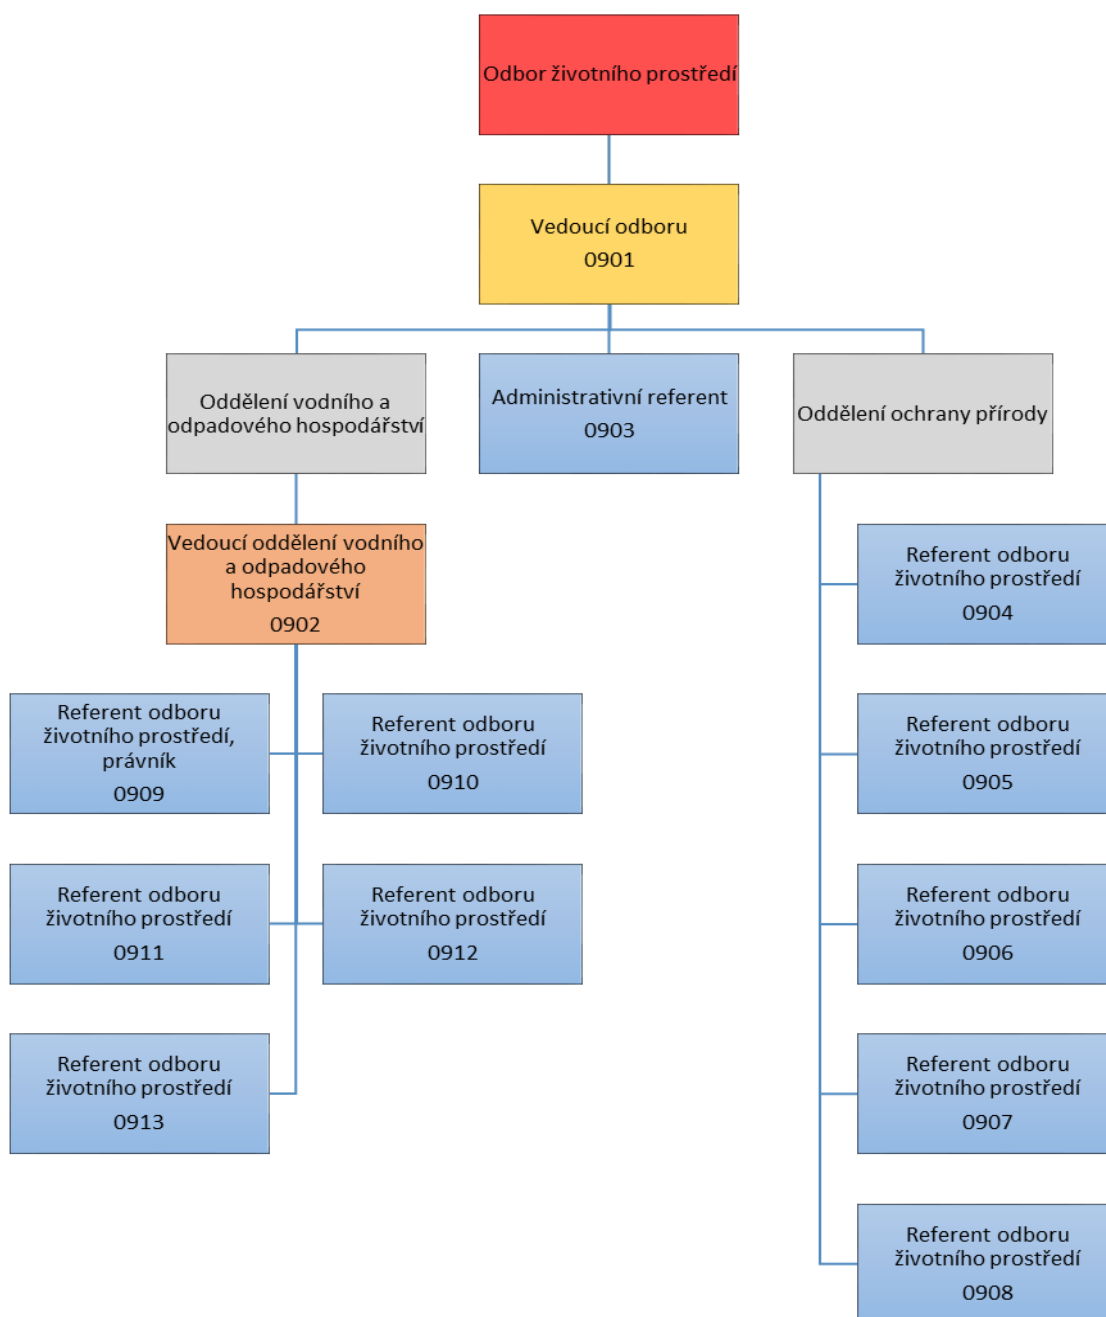 Odbor životního prostředí
Vedoucí odboru
0901
Oddělení vodního a
odpadového hospodářství
Administrativní referent
0903
Oddělení ochrany přírody
Vedoucí oddělení vodního
a odpadového
hospodářství
0902
Referent odboru
životního prostředí
0904
Referent odboru
životního prostředí,
právník
0909
Referent odboru
životního prostředí
0910
Referent odboru
životního prostředí
0905
Referent odboru
životního prostředí
0911
Referent odboru
životního prostředí
0912
Referent odboru
životního prostředí
0906
Referent odboru
životního prostředí
0913
Referent odboru
životního prostředí
0907
Referent odboru
životního prostředí
0908